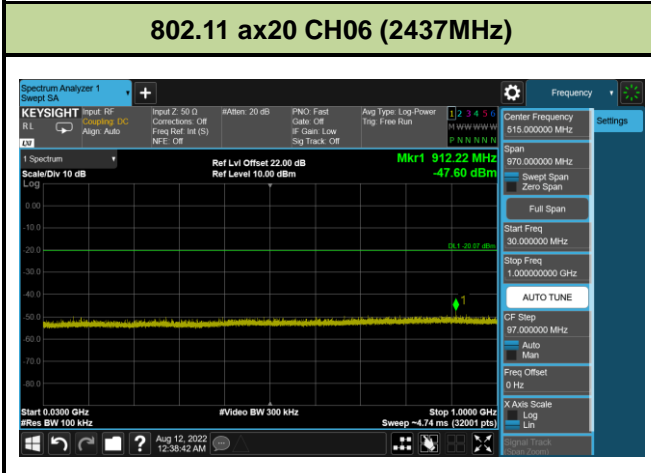 802.11 ax20 CH06 (2437MHz)
Spectrum Analyzer 1
Swept SA
Frequency
KEYSIGHT
RL
LXI
Input: RF
Coupling: DC
Align: Auto
Input Z: 50 Ω
Corrections: Off
Freq Ref: Int (S)
NFE: Off
#Atten: 20 dB
PNO: Fast
Gate: Off
IF Gain: Low
Sig Track: Off
Avg Type: Log-Power
Trig: Free Run
1 2 3 4 5 6
M W W W W W
P N N N N N
1 Spectrum
Scale/Div 10 dB
Log
Ref Lvl Offset 22.00 dB
Ref Level 10.00 dBm
Mkr1 912.22 MHz
-47.60 dBm
0.00
-10.0
-20.0
-30.0
-40.0
-50.0
-60.0
-70.0
-80.0
DL1 -20.07 dBm
1
Start 0.0300 GHz
#Res BW 100 kHz
#Video BW 300 kHz
Stop 1.0000 GHz
Sweep ~4.74 ms (32001 pts)
Center Frequency
515.000000 MHz
Settings
Span
970.000000 MHz
Swept Span
Zero Span
Full Span
Start Freq
30.000000 MHz
Stop Freq
1.000000000 GHz
AUTO TUNE
CF Step
97.000000 MHz
Auto
Man
Freq Offset
0 Hz
X Axis Scale
Log
Lin
Signal Track
(Span Zoom)
?
Aug 12, 2022
12:38:42 AM